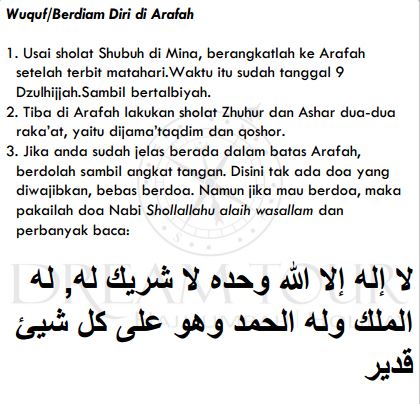 Wuquf/Berdiam Diri di Arafah
1. Usai sholat Shubuh di Mina, berangkatlah ke Arafah
setelah terbit matahari.Waktu itu sudah tanggal 9
Dzulhijjah.Sambil bertalbiyah.
2. Tiba di Arafah lakukan sholat Zhuhur dan Ashar dua-dua
raka'at, yaitu dijama'taqdim dan qoshor.
3. Jika anda sudah jelas berada dalam batas Arafah,
berdolah sambil angkat tangan. Disini tak ada doa yang
diwajibkan, bebas berdoa. Namun jika mau berdoa, maka
pakailah doa Nabi Shollallahu alaih wasallam dan
perbanyak baca:
لا إله إلا الله وحده لا شريك له, له
الملك وله الحمد وهو على كل شيئ
قدير
DREAM TOUR